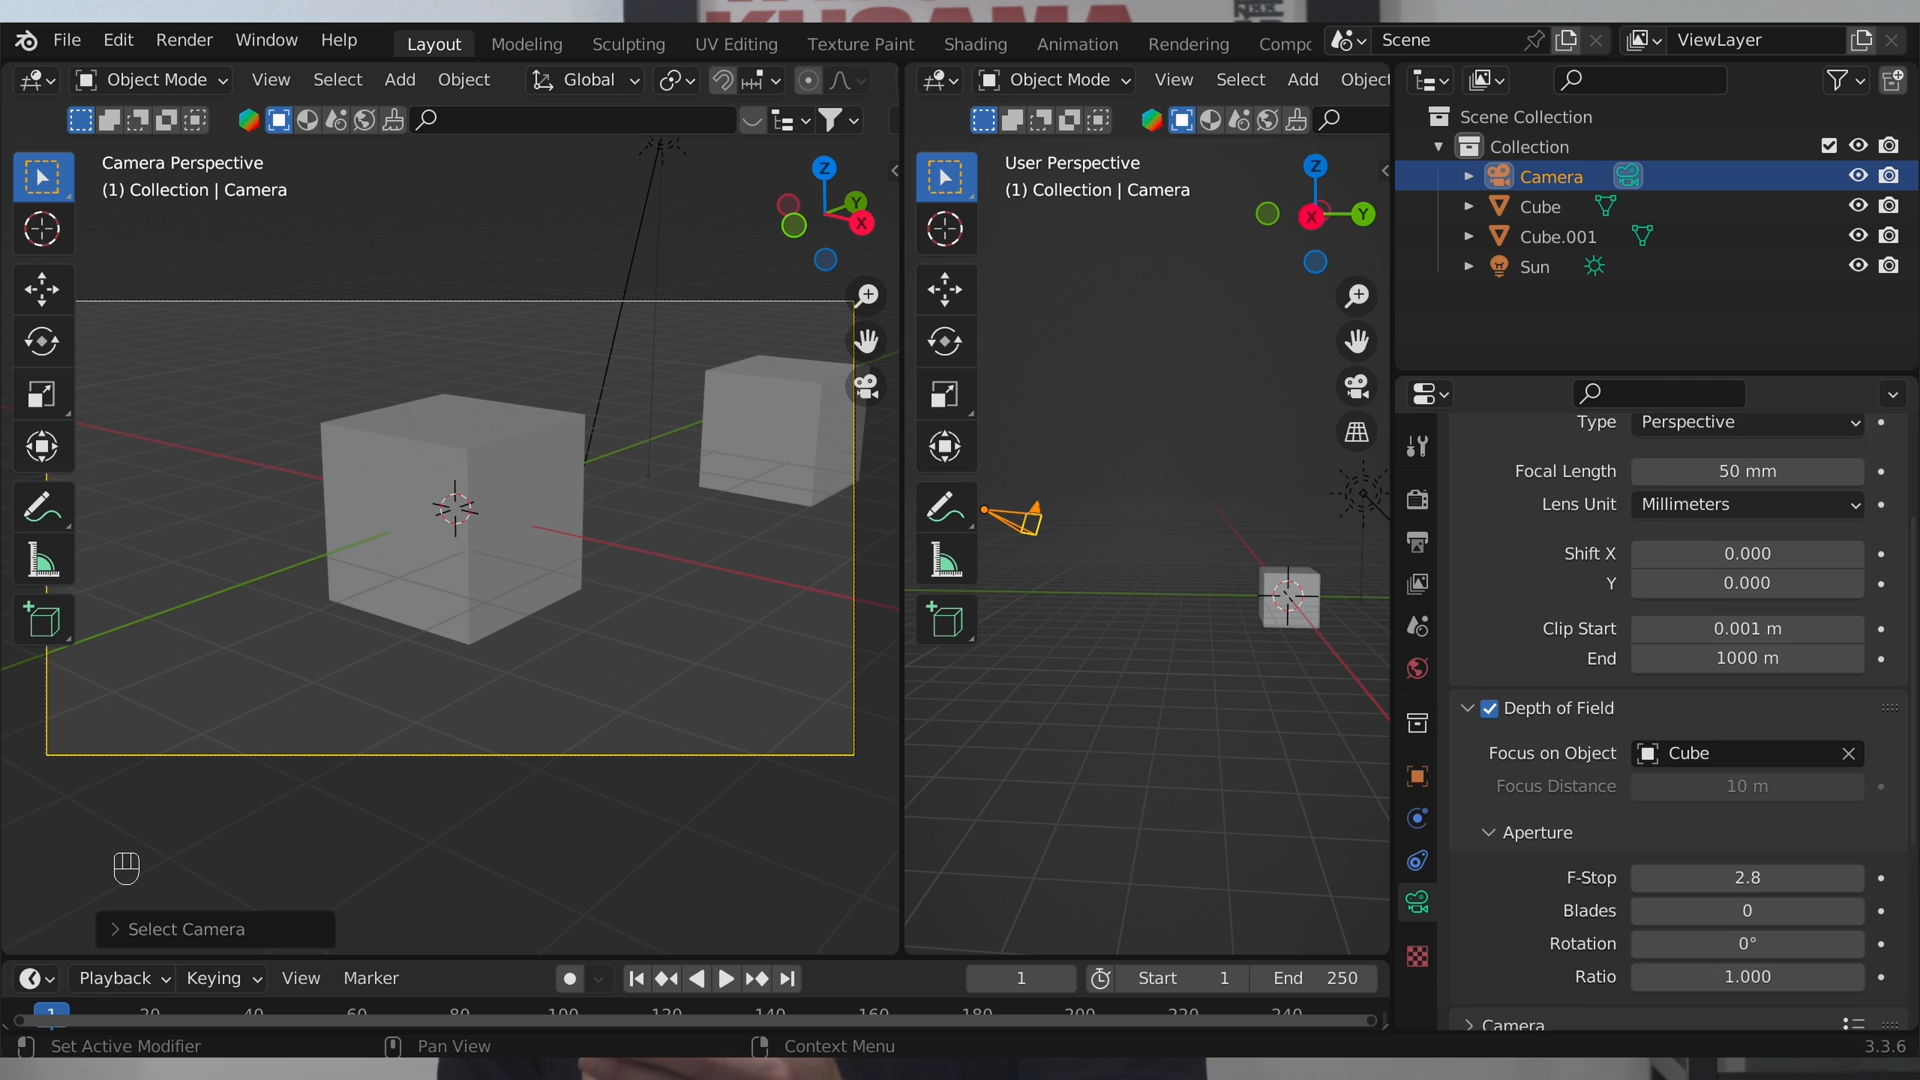 File Edit Render Window Help
Layout Modeling Sculpting UV Editing Texture Paint Shading Animation Rendering Compo
Scene
ViewLayer
Object Mode View Select Add Object Global
Object Mode View Select Add Object
Camera Perspective
(1) Collection | Camera
Z
Y
X
Select Camera
User Perspective
(1) Collection | Camera
Z
X
Y
Scene Collection
Collection
Camera
Cube
Cube.001
Sun
Type Perspective
Focal Length 50 mm
Lens Unit Millimeters
Shift X 0.000
Y 0.000
Clip Start 0.001 m
End 1000 m
Depth of Field
Focus on Object Cube
Focus Distance 10 m
Aperture
F-Stop 2.8
Blades 0
Rotation 0°
Ratio 1.000
Camera
Playback Keying View Marker
1 Start 1 End 250
1 20 40 60 80 100 120 140 160 180 200 220 240
Set Active Modifier Pan View Context Menu 3.3.6